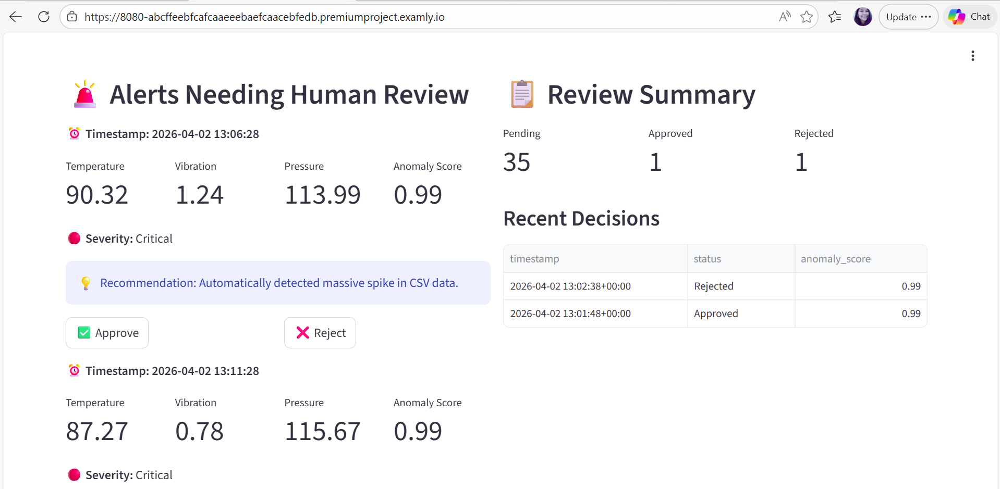 https://8080-abcffeebfcafcaaeeebaefcaacebfedb.premiumproject.examly.io
Update
Chat
Alerts Needing Human Review
Timestamp: 2026-04-02 13:06:28
Temperature Vibration Pressure Anomaly Score
90.32 1.24 113.99 0.99
Severity: Critical
Recommendation: Automatically detected massive spike in CSV data.
Approve Reject
Timestamp: 2026-04-02 13:11:28
Temperature Vibration Pressure Anomaly Score
87.27 0.78 115.67 0.99
Severity: Critical
Review Summary
Pending Approved Rejected
35 1 1
Recent Decisions
timestamp status anomaly_score
2026-04-02 13:02:38+00:00 Rejected 0.99
2026-04-02 13:01:48+00:00 Approved 0.99